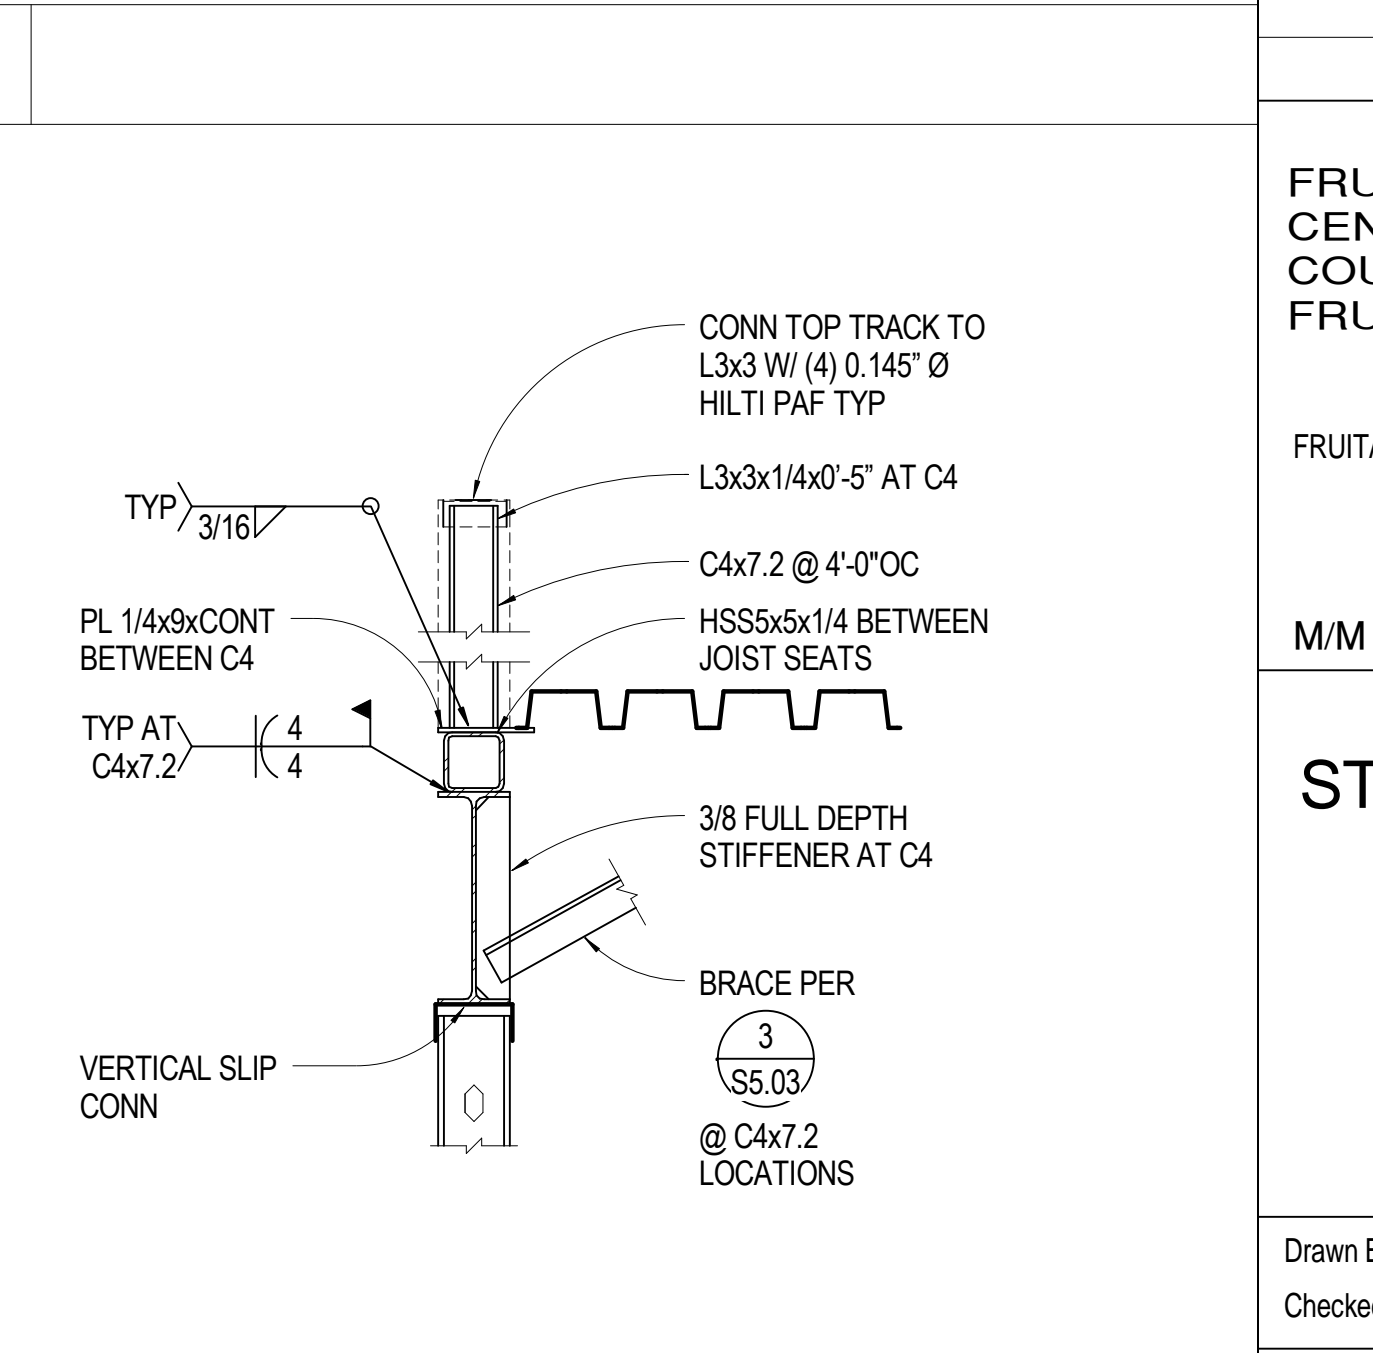 CONN TOP TRACK TO
L3x3 W/ (4) 0.145” Ø
HILTI PAF TYP
L3x3x1/4x0’-5” AT C4
C4x7.2 @ 4'-0"OC
HSS5x5x1/4 BETWEEN
JOIST SEATS
TYP
3/16
PL 1/4x9xCONT
BETWEEN C4
TYP AT
C4x7.2
4
4
3/8 FULL DEPTH
STIFFENER AT C4
BRACE PER
3
S5.03
@ C4x7.2
LOCATIONS
VERTICAL SLIP
CONN
FRU
CEN
COU
FRU
FRUITA
M/M
ST
Drawn B
Checked